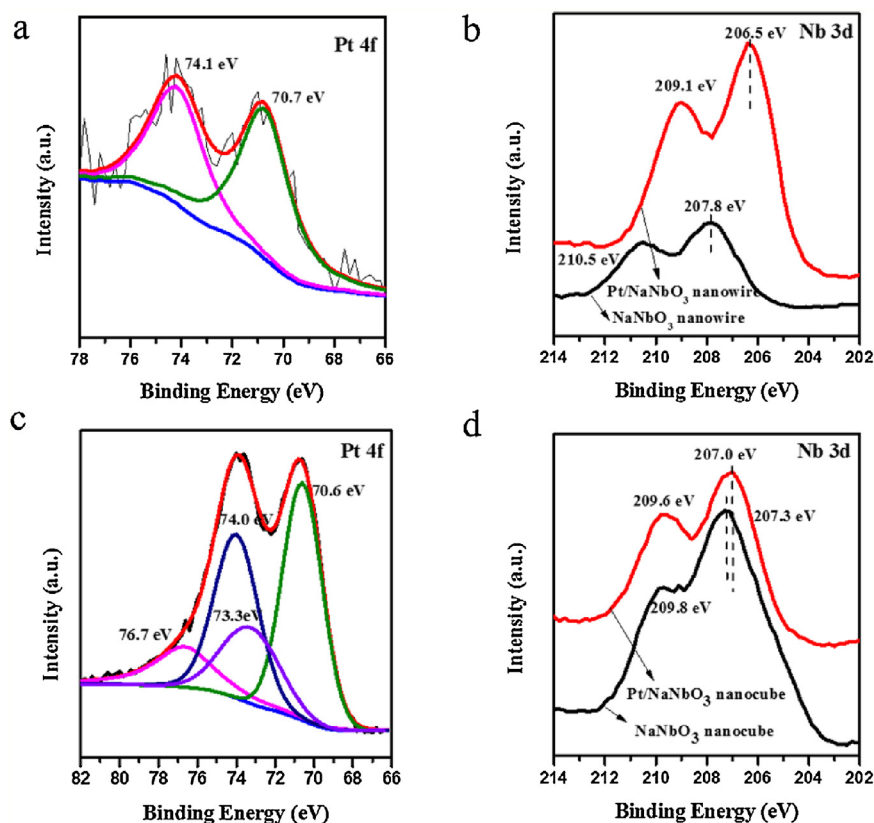 a
Pt 4f
74.1 eV
70.7 eV
Intensity (a.u.)
78 76 74 72 70 68 66
Binding Energy (eV)
b
Nb 3d
206.5 eV
209.1 eV
207.8 eV
210.5 eV
Pt/NaNbO3 nanowire
NaNbO3 nanowire
Intensity (a.u.)
214 212 210 208 206 204 202
Binding Energy (eV)
c
Pt 4f
70.6 eV
74.0 eV
73.3eV
76.7 eV
Intensity (a.u.)
82 80 78 76 74 72 70 68 66
Binding Energy (eV)
d
Nb 3d
207.0 eV
209.6 eV
207.3 eV
209.8 eV
Pt/NaNbO3 nanocube
NaNbO3 nanocube
Intensity (a.u.)
214 212 210 208 206 204 202
Binding Energy (eV)